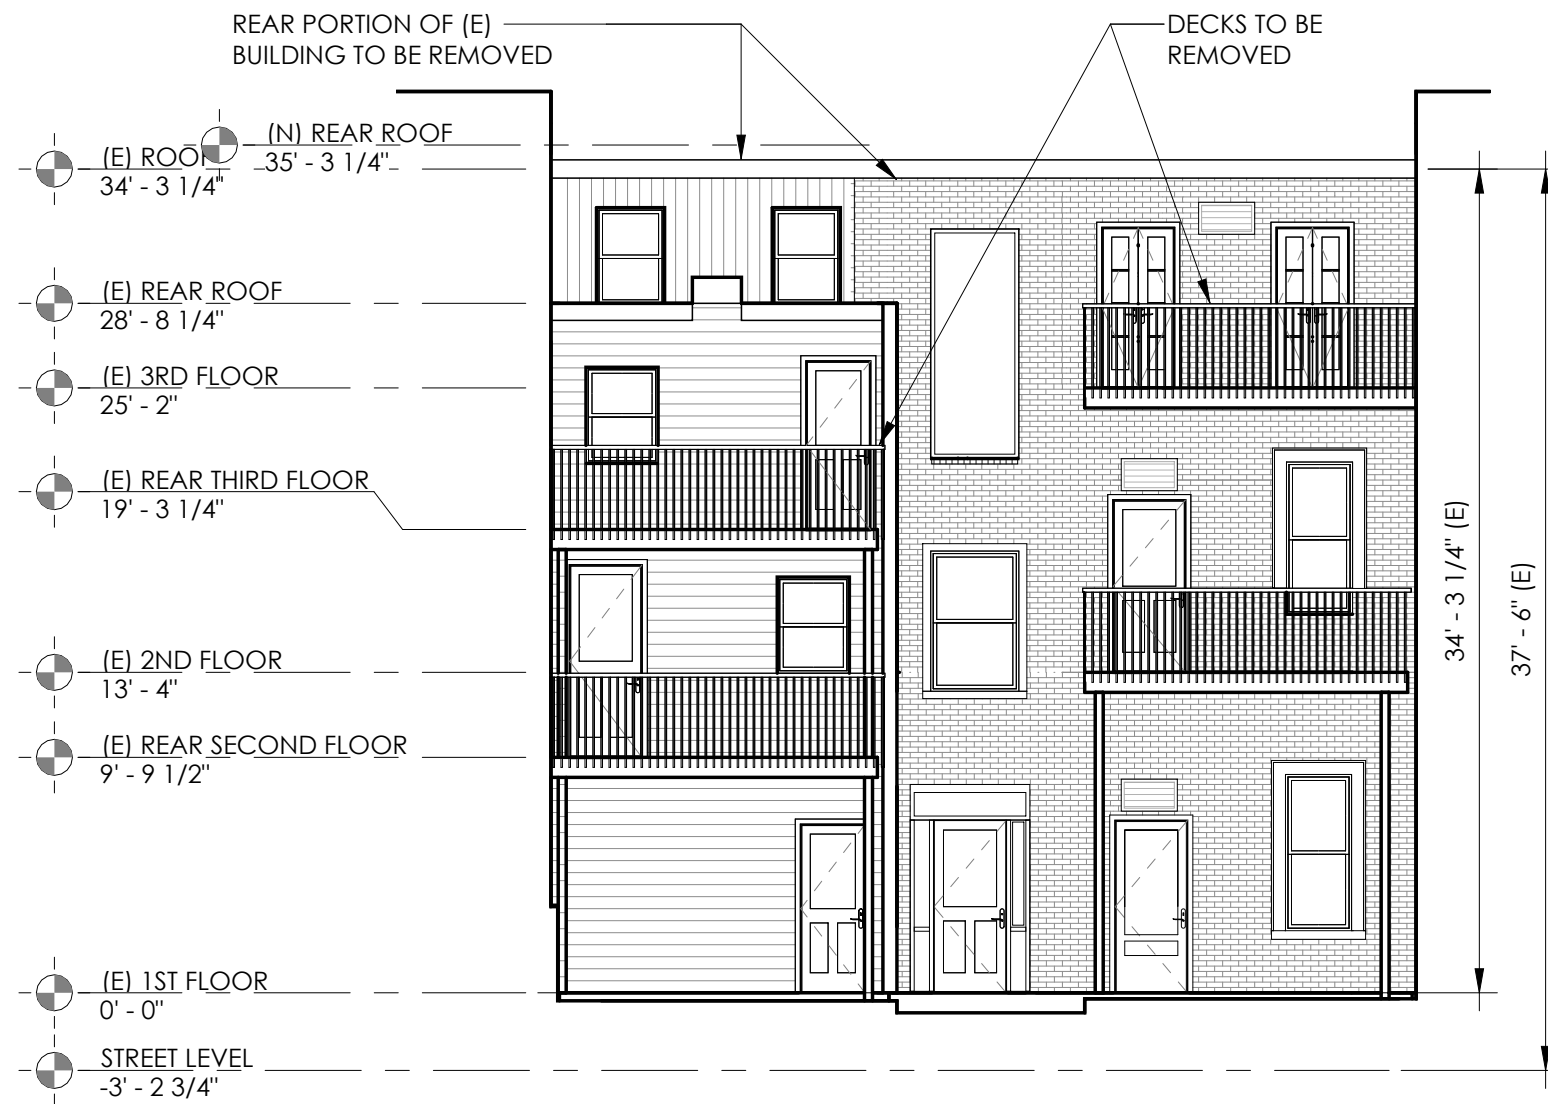 REAR PORTION OF (E)
BUILDING TO BE REMOVED
DECKS TO BE
REMOVED
(N) REAR ROOF
35' - 3 1/4"
(E) ROOF
34' - 3 1/4"
(E) REAR ROOF
28' - 8 1/4"
(E) 3RD FLOOR
25' - 2"
(E) REAR THIRD FLOOR
19' - 3 1/4"
(E) 2ND FLOOR
13' - 4"
(E) REAR SECOND FLOOR
9' - 9 1/2"
(E) 1ST FLOOR
0' - 0"
STREET LEVEL
-3' - 2 3/4"
34' - 3 1/4" (E)
37' - 6" (E)